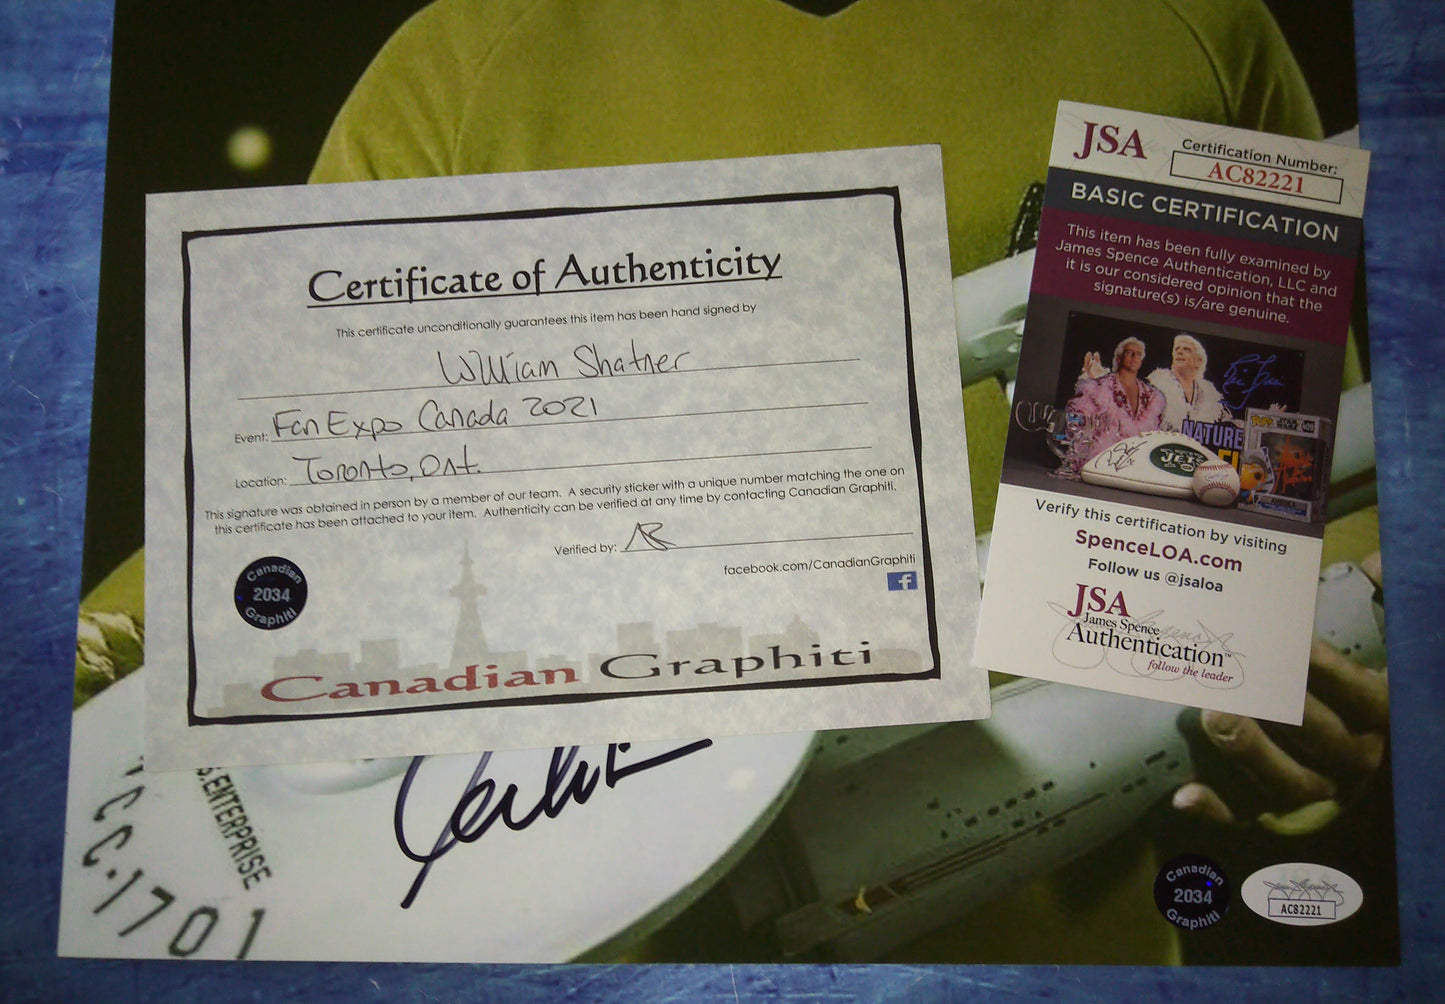 Certificate of Authenticity
This certificate unconditionally guarantees this item has been hand signed by
William Shatner
Event: Fan Expo Canada 2021
Location: Toronto, Ont.
This signature was obtained in person by a member of our team. A security sticker with a unique number matching the one on
this certificate has been attached to your item. Authenticity can be verified at any time by contacting Canadian Graphiti.
Verified by:
facebook.com/CanadianGraphiti
f
Canadian
2034
Graphiti
Canadian Graphiti
JSA
Certification Number:
AC82221
BASIC CERTIFICATION
This item has been fully examined by
James Spence Authentication, LLC and
it is our considered opinion that the
signature(s) is/are genuine.
NATURE
JETS
STAR
WARS
Verify this certification by visiting
SpenceLOA.com
Follow us @jsaloa
JSA
James Spence
Authentication™
follow the leader
S.ENTERPRISE
CC-1701
Canadian
2034
Graphiti
AC82221